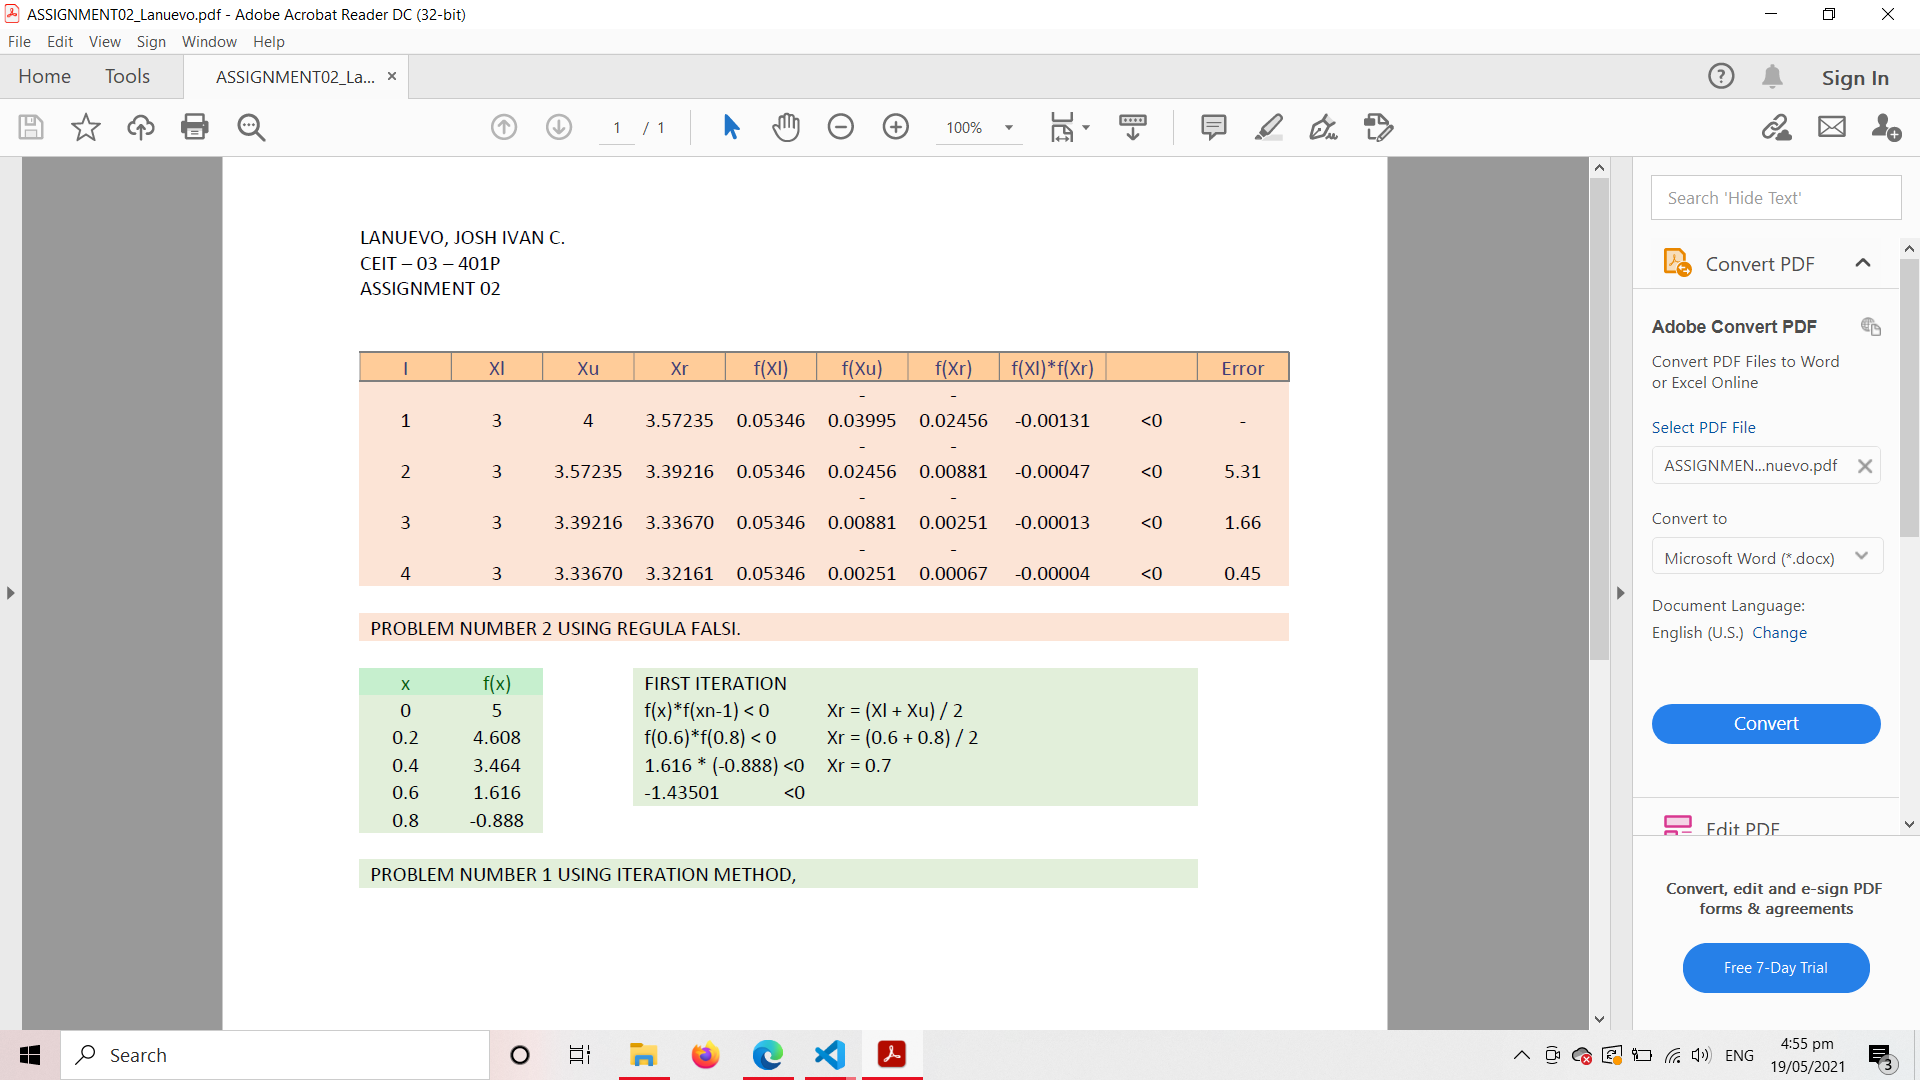 ASSIGNMENT02_Lanuevo.pdf - Adobe Acrobat Reader DC (32-bit)
File Edit View Sign Window Help
Home Tools ASSIGNMENT02_La... × Sign In
1 / 1 100%
LANUEVO, JOSH IVAN C.
CEIT – 03 – 401P
ASSIGNMENT 02
I Xl Xu Xr f(Xl) f(Xu) f(Xr) f(Xl)*f(Xr) Error
- -
1 3 4 3.57235 0.05346 0.03995 0.02456 -0.00131 <0 -
- -
2 3 3.57235 3.39216 0.05346 0.02456 0.00881 -0.00047 <0 5.31
- -
3 3 3.39216 3.33670 0.05346 0.00881 0.00251 -0.00013 <0 1.66
- -
4 3 3.33670 3.32161 0.05346 0.00251 0.00067 -0.00004 <0 0.45
PROBLEM NUMBER 2 USING REGULA FALSI.
x f(x)
0 5
0.2 4.608
0.4 3.464
0.6 1.616
0.8 -0.888
FIRST ITERATION
f(x)*f(xn-1) < 0 Xr = (Xl + Xu) / 2
f(0.6)*f(0.8) < 0 Xr = (0.6 + 0.8) / 2
1.616 * (-0.888) <0 Xr = 0.7
-1.43501 <0
PROBLEM NUMBER 1 USING ITERATION METHOD,
Search 'Hide Text'
Convert PDF
Adobe Convert PDF
Convert PDF Files to Word
or Excel Online
Select PDF File
ASSIGNMEN...nuevo.pdf
Convert to
Microsoft Word (*.docx)
Document Language:
English (U.S.) Change
Convert
Edit PDF
Convert, edit and e-sign PDF
forms & agreements
Free 7-Day Trial
Search
ENG
4:55 pm
19/05/2021
3